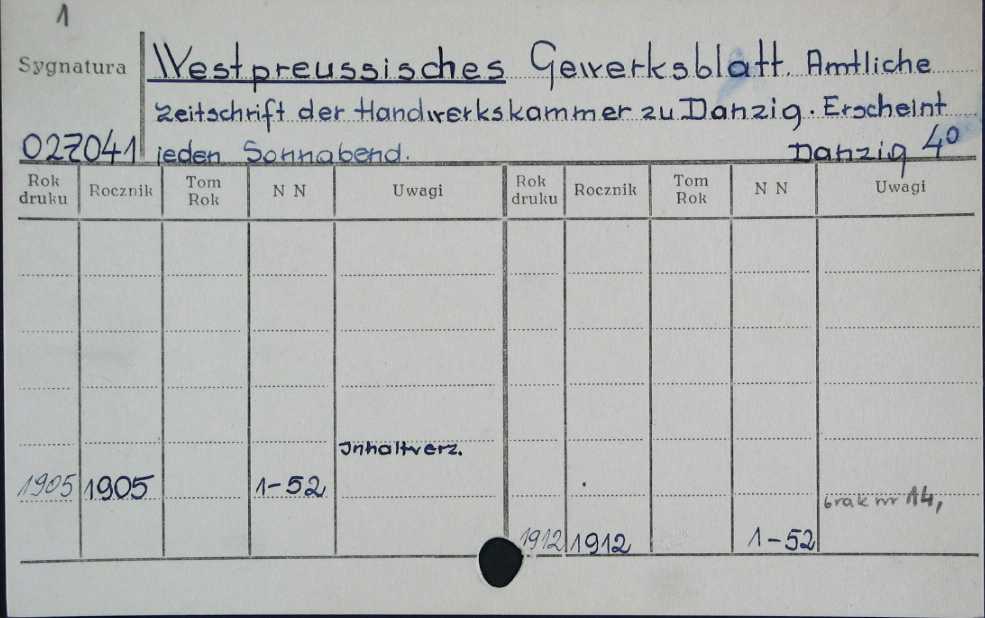 1
Sygnatura
Westpreussisches Gewerksblatt. Amtliche
Zeitschrift der Handwerkskammer zu Danzig. Erscheint
027041 jeden Sonnabend. Danzig 4°
Rok druku Rocznik Tom Rok N N Uwagi Rok druku Rocznik Tom Rok N N Uwagi
Inhaltverz.
1905 1905 1-52
brak nr 14,
1912 1912 1-52